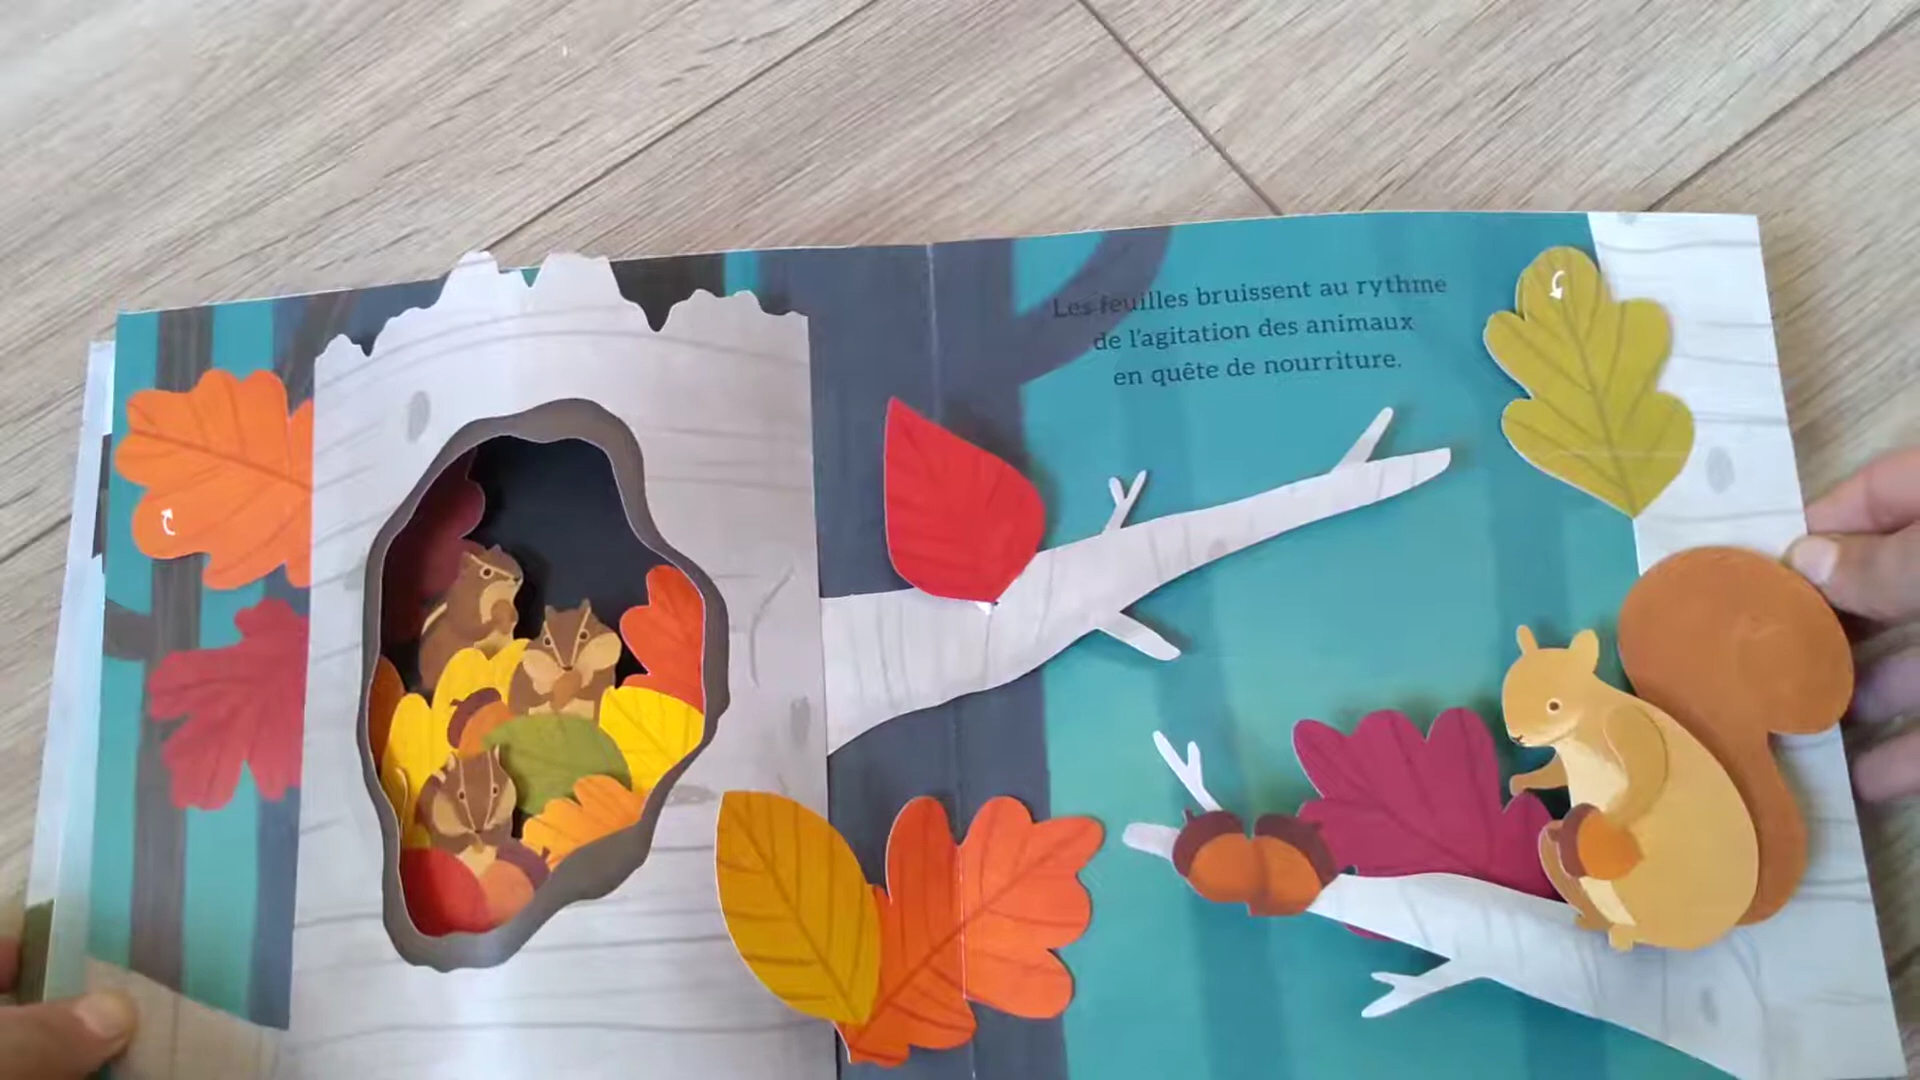 Les feuilles bruissent au rythme
de l'agitation des animaux
en quête de nourriture.